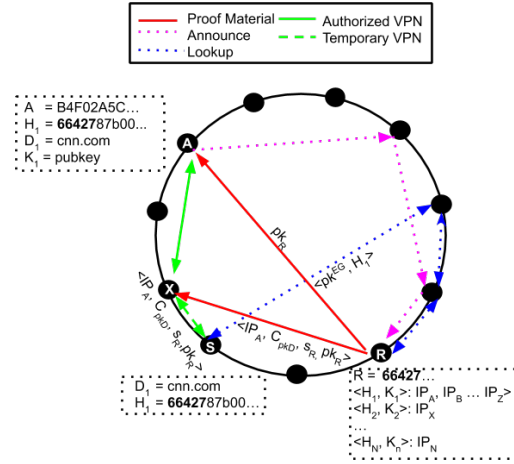 Proof Material
Authorized VPN
Announce
Temporary VPN
Lookup
A = B4F02A5C...
H1 = 6642787b00...
D1 = cnn.com
K1 = pubkey
A
pkR
<pkEG, H1>
X
<IPA, CpkD, sR, pkR>
<IPA, CpkD, sR, pkR>
S
R
D1 = cnn.com
H1 = 6642787b00...
R = 66427...
<H1, K1>: IPA, IPB ... IPZ>
<H2, K2>: IPX
...
<HN, Kn>: IPN